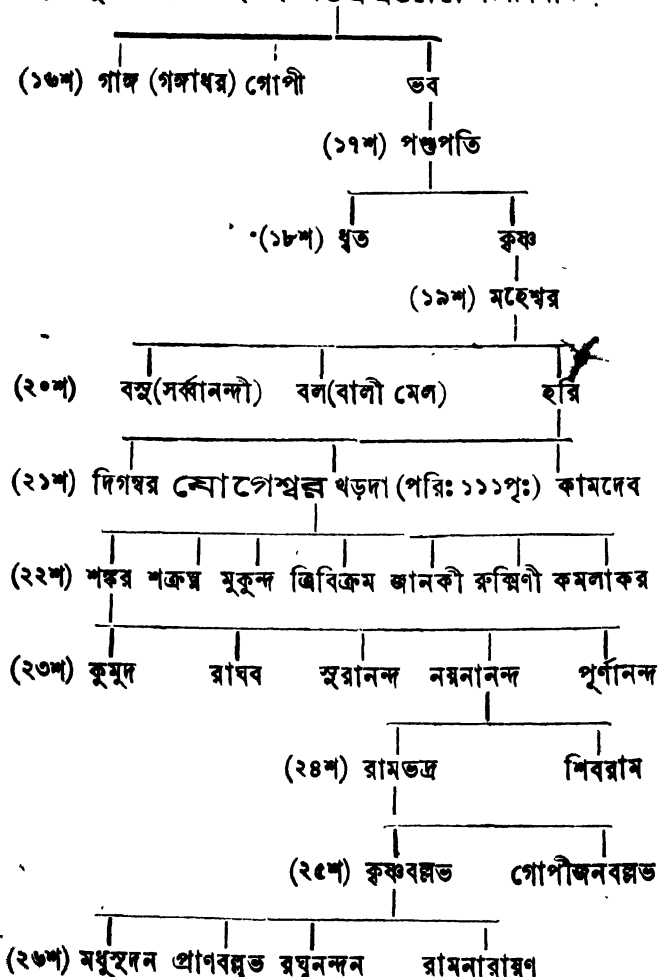 (১৬শ) গাঙ্গ (গঙ্গাধর) গোপী ভব
(১৭শ) পশুপতি
(১৮শ) ধৃত কৃষ্ণ
(১৯শ) মহেশ্বর
(২০শ) বসু(সর্ব্বানন্দী) বল(বালী মেল) হরি
(২১শ) দিগম্বর যোগেশ্বর খড়দা (পরিঃ ১১১পৃঃ) কামদেব
(২২শ) শঙ্কর শত্রুঘ্ন মুকুন্দ ত্রিবিক্রম জানকী রুক্মিণী কমলাকর
(২৩শ) কুমুদ রাঘব সুরানন্দ নয়নানন্দ পূর্ণানন্দ
(২৪শ) রামভদ্র শিবরাম
(২৫শ) কৃষ্ণবল্লভ গোপীজনবল্লভ
(২৬শ) মধুসূদন প্রাণবল্লভ রঘুনন্দন রামনারায়ণ